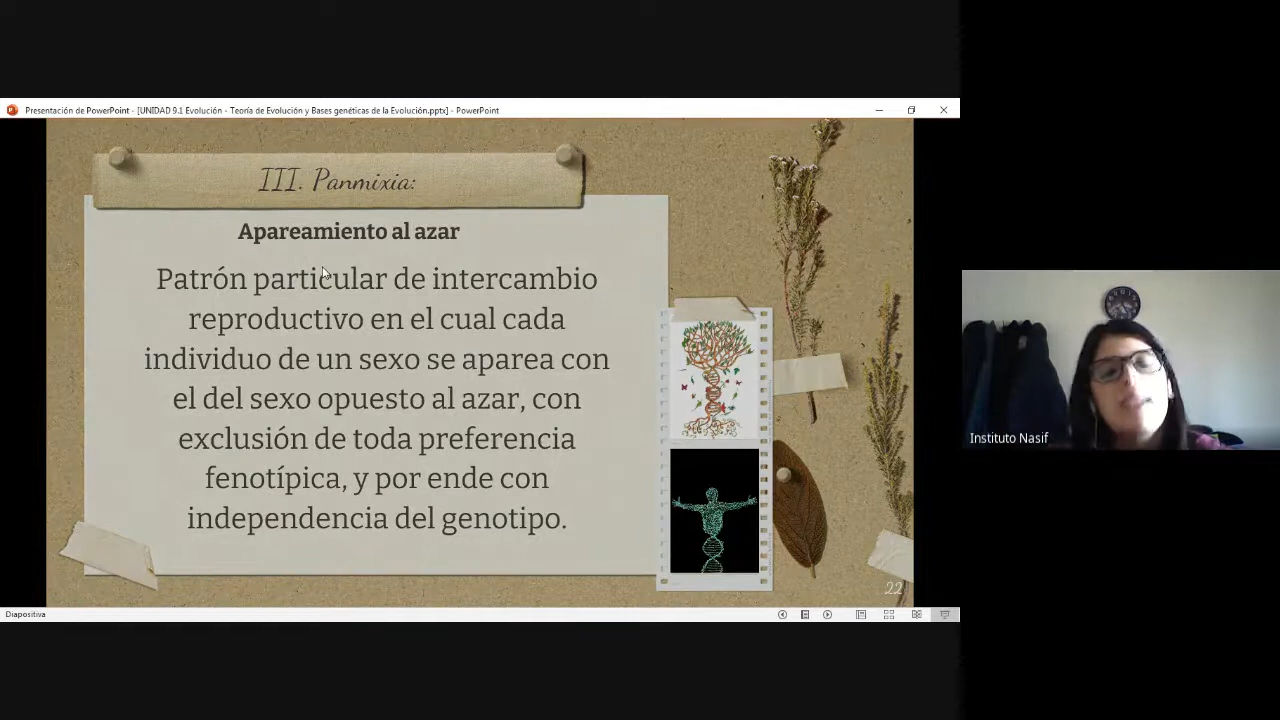 Presentación de PowerPoint - [UNIDAD 9.1 Evolución - Teoría de Evolución y Bases genéticas de la Evolución.pptx] - PowerPoint
III. Panmixia:
Apareamiento al azar
Patrón particular de intercambio
reproductivo en el cual cada
individuo de un sexo se aparea con
el del sexo opuesto al azar, con
exclusión de toda preferencia
fenotípica, y por ende con
independencia del genotipo.
22
Diapositiva
Instituto Nasif